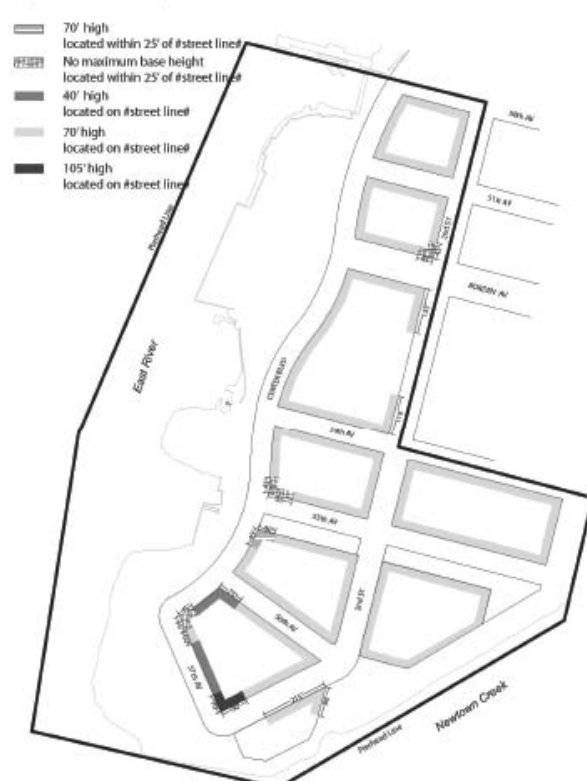 70' high
located within 25' of #street line#
No maximum base height
located within 25' of #street line#
40' high
located on #street line#
70' high
located on #street line#
105' high
located on #street line#
50th AV
51st AV
2nd ST
BORDEN AV
Pierhead Line
East River
CENTER BLVD
54th AV
55th AV
56th AV
2nd ST
57th AV
Pierhead Line
Newtown Creek